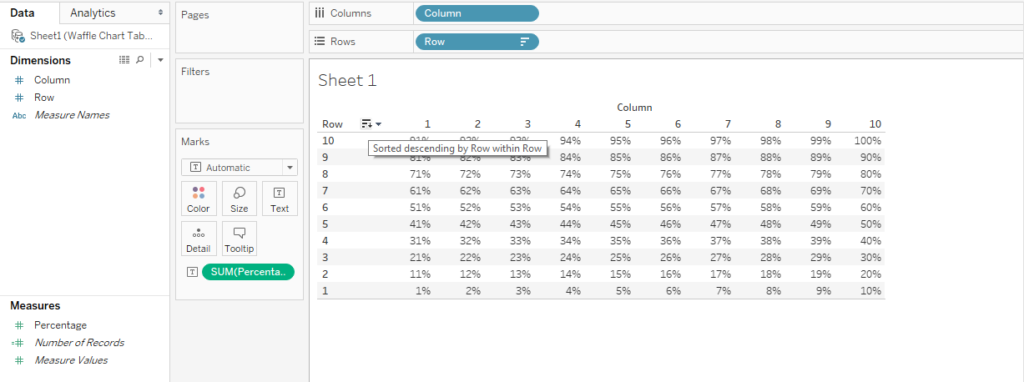 Data Analytics
Sheet1 (Waffle Chart Tab...
Dimensions
Column
Row
Abc Measure Names
Measures
Percentage
Number of Records
Measure Values
Pages
Filters
Marks
Automatic
Color Size Text
Detail Tooltip
SUM(Percenta..
Columns Column
Rows Row
Sheet 1
Column
Row 1 2 3 4 5 6 7 8 9 10
10 91% 92% 93% 94% 95% 96% 97% 98% 99% 100%
Sorted descending by Row within Row
9 81% 82% 83% 84% 85% 86% 87% 88% 89% 90%
8 71% 72% 73% 74% 75% 76% 77% 78% 79% 80%
7 61% 62% 63% 64% 65% 66% 67% 68% 69% 70%
6 51% 52% 53% 54% 55% 56% 57% 58% 59% 60%
5 41% 42% 43% 44% 45% 46% 47% 48% 49% 50%
4 31% 32% 33% 34% 35% 36% 37% 38% 39% 40%
3 21% 22% 23% 24% 25% 26% 27% 28% 29% 30%
2 11% 12% 13% 14% 15% 16% 17% 18% 19% 20%
1 1% 2% 3% 4% 5% 6% 7% 8% 9% 10%